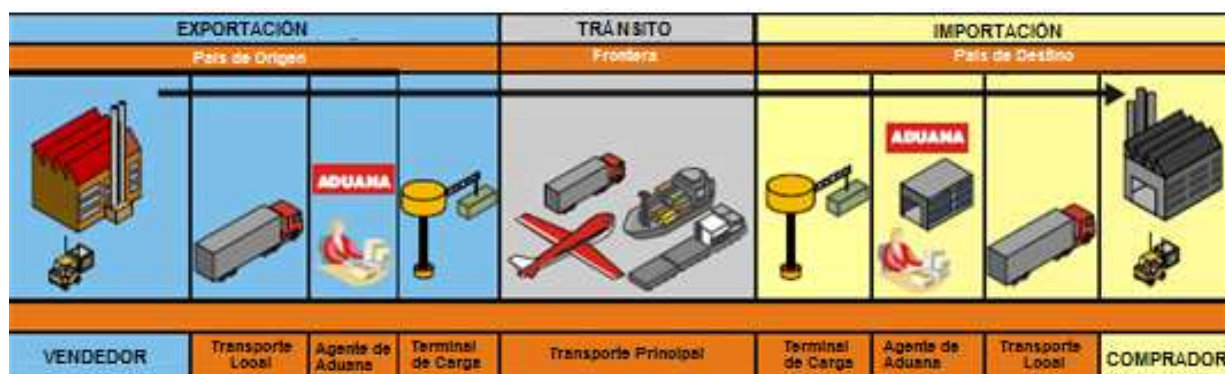 EXPORTACIÓN
TRÁNSITO
IMPORTACIÓN
País de Origen
Frontera
País de Destino
ADUANA
ADUANA
VENDEDOR
Transporte
Local
Agente de
Aduana
Terminal
de Carga
Transporte Principal
Terminal
de Carga
Agente de
Aduana
Transporte
Local
COMPRADOR